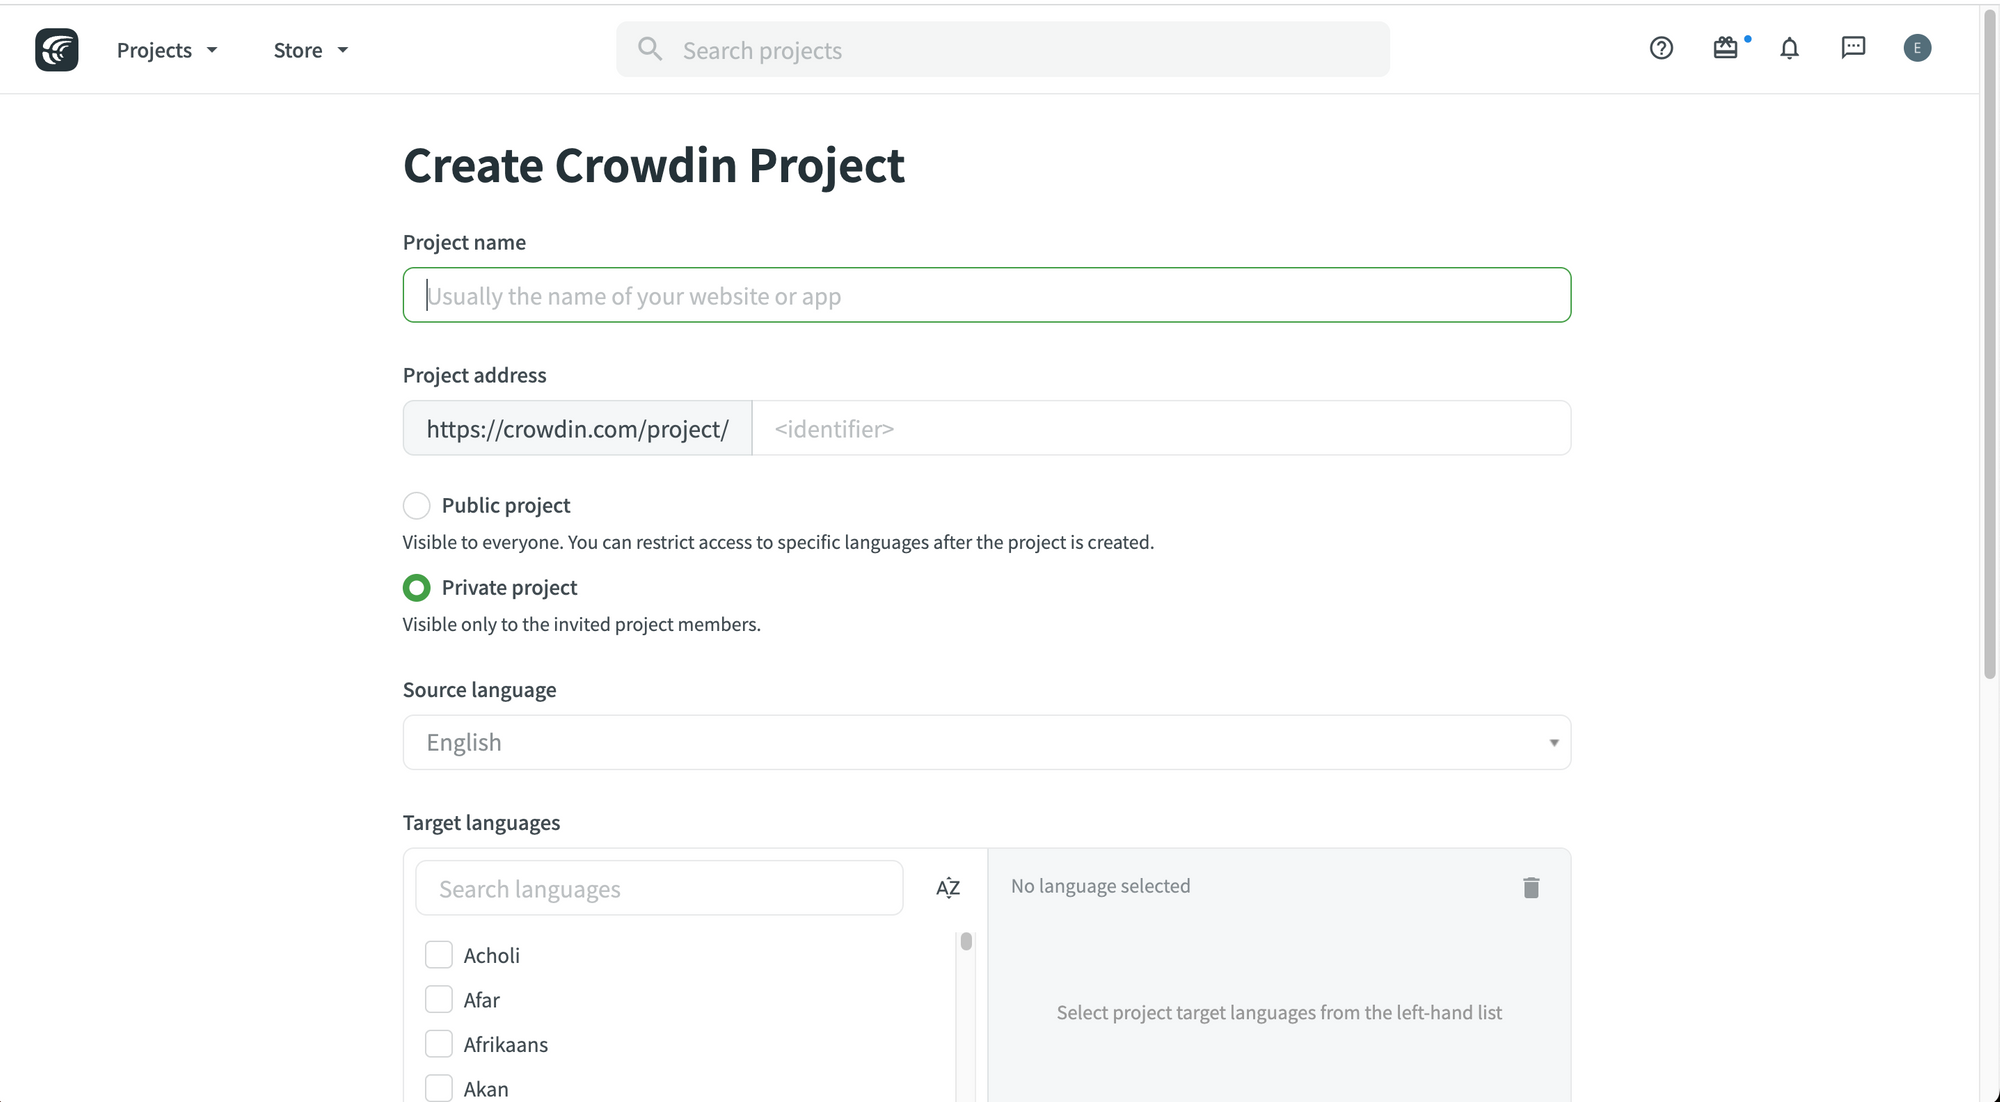 Projects
Store
Search projects
E
Create Crowdin Project
Project name
Usually the name of your website or app
Project address
https://crowdin.com/project/
<identifier>
Public project
Visible to everyone. You can restrict access to specific languages after the project is created.
Private project
Visible only to the invited project members.
Source language
English
Target languages
Search languages
AZ
No language selected
Acholi
Afar
Select project target languages from the left-hand list
Afrikaans
Akan